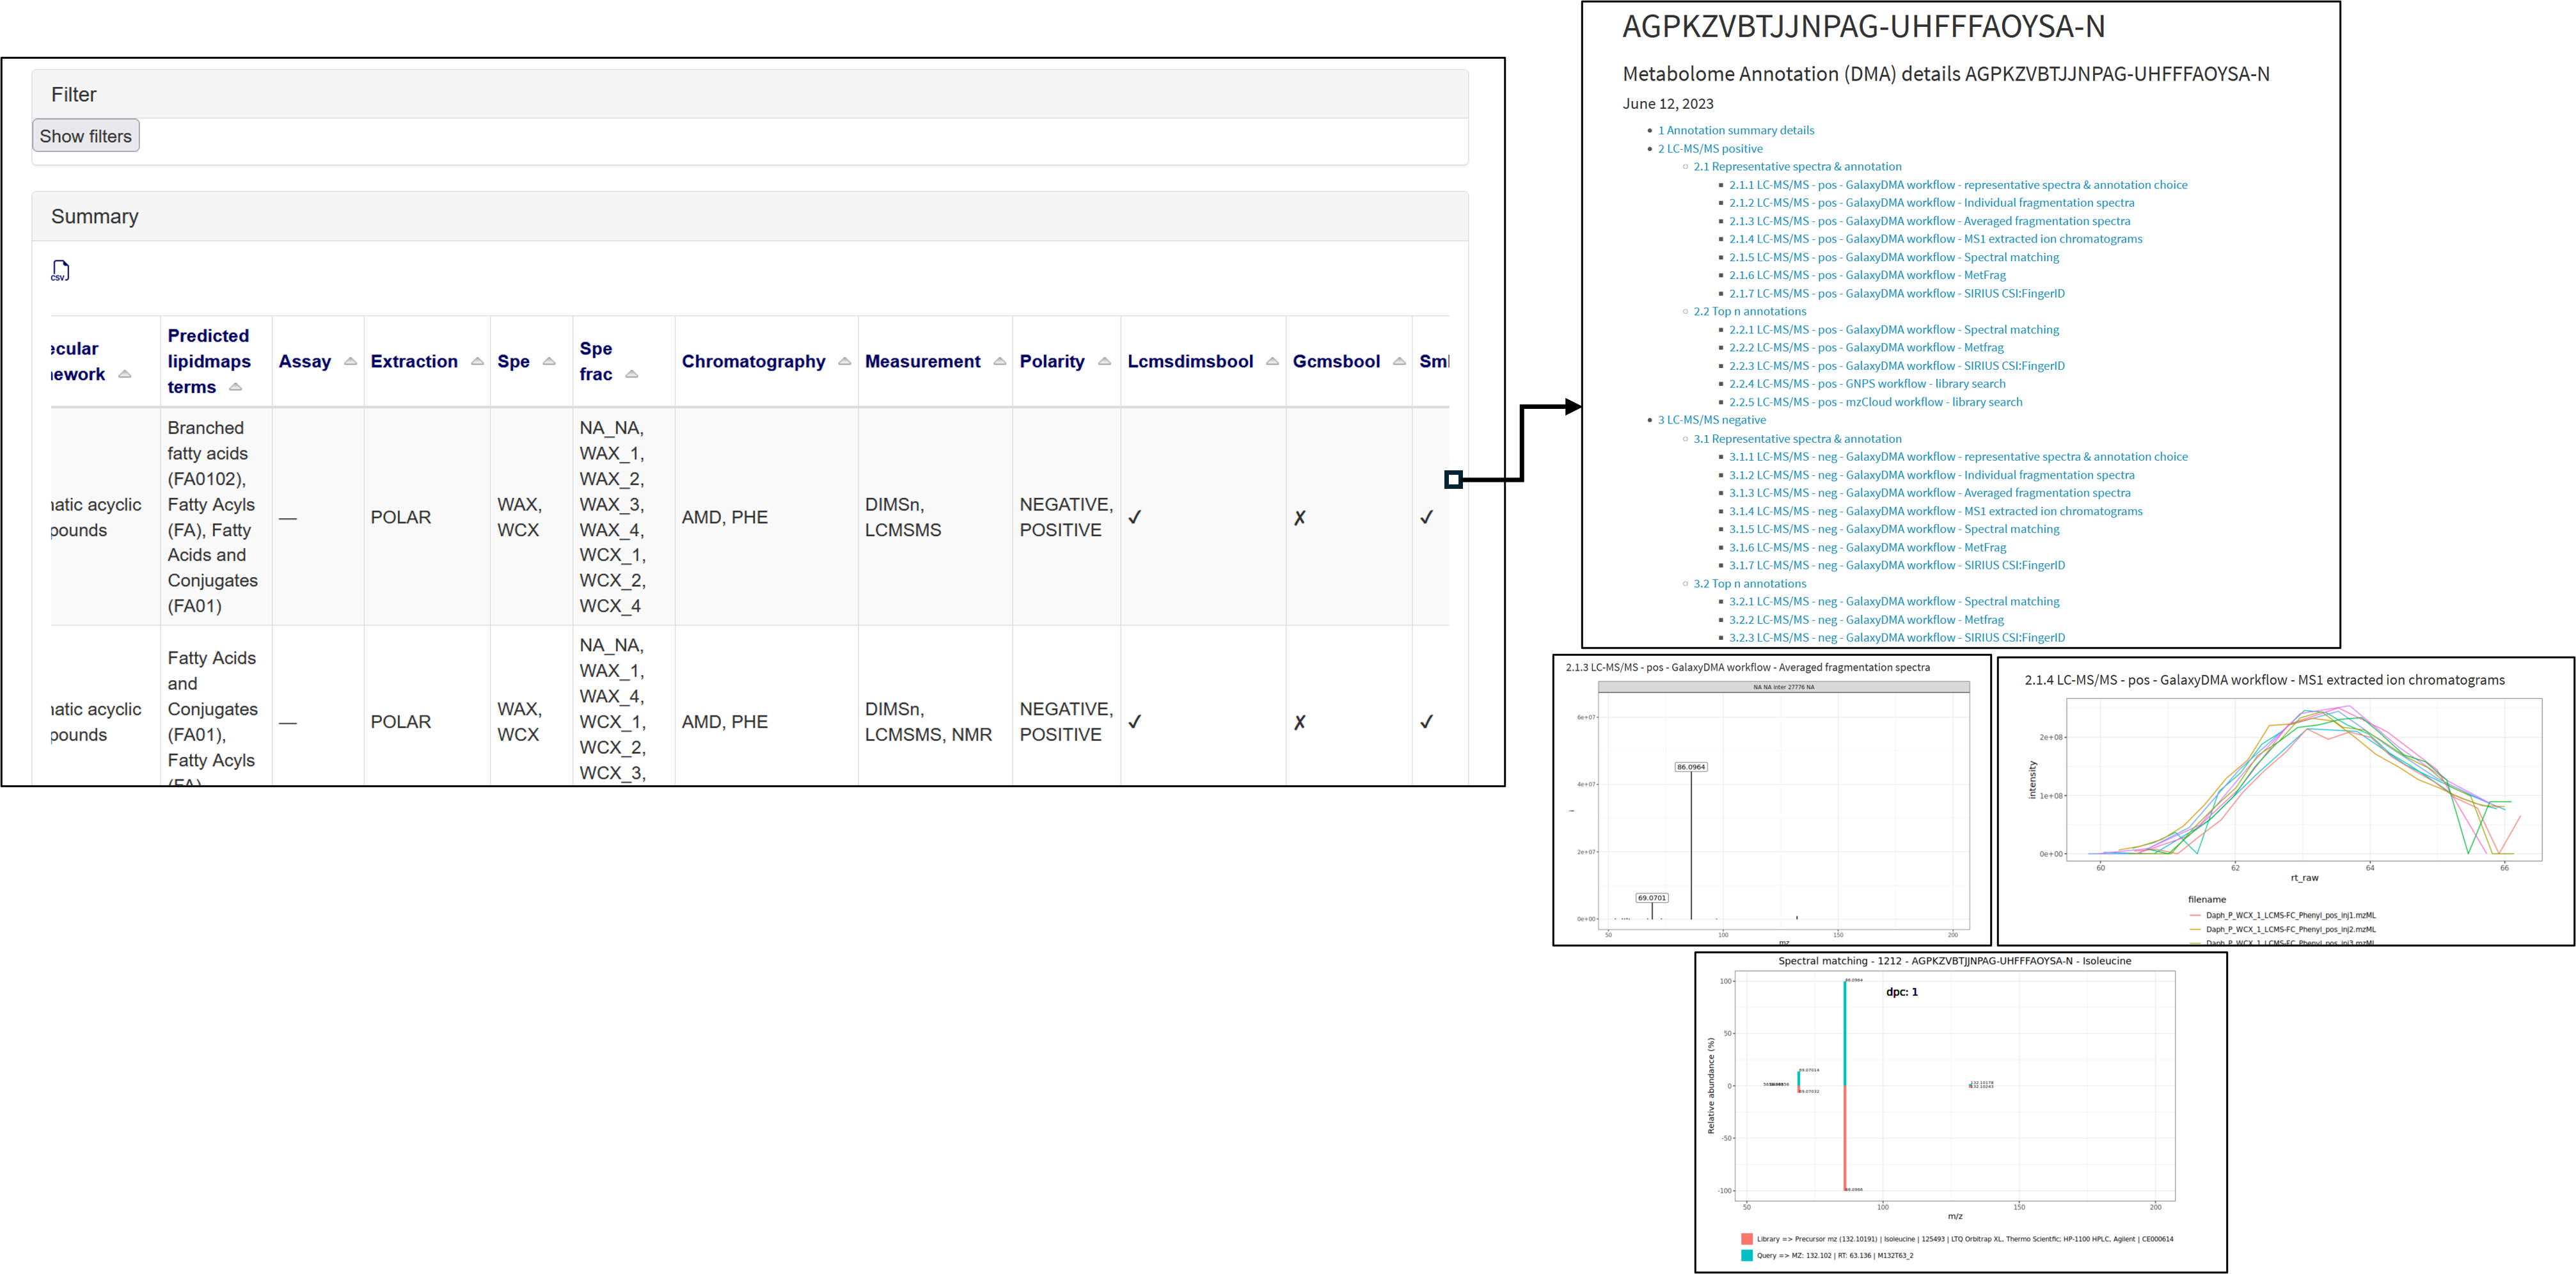 Filter
Show filters
Summary
CSV
ecular
nework
Predicted
lipidmaps
terms
Assay
Extraction
Spe
Spe
frac
Chromatography
Measurement
Polarity
Lcmsdimsbool
Gcmsbool
Sm
natic acyclic
pounds
Branched
fatty acids
(FA0102),
Fatty Acyls
(FA), Fatty
Acids and
Conjugates
(FA01)
—
POLAR
WAX,
WCX
NA_NA,
WAX_1,
WAX_2,
WAX_3,
WAX_4,
WCX_1,
WCX_2,
WCX_4
AMD, PHE
DIMSn,
LCMSMS
NEGATIVE,
POSITIVE
✓
✗
✓
natic acyclic
pounds
Fatty Acids
and
Conjugates
(FA01),
Fatty Acyls
(FA)
—
POLAR
WAX,
WCX
NA_NA,
WAX_1,
WAX_4,
WCX_1,
WCX_2,
WCX_3,
AMD, PHE
DIMSn,
LCMSMS, NMR
NEGATIVE,
POSITIVE
✓
✗
✓
AGPKZVBTJJNPAG-UHFFFAOYSA-N
Metabolome Annotation (DMA) details AGPKZVBTJJNPAG-UHFFFAOYSA-N
June 12, 2023
1 Annotation summary details
2 LC-MS/MS positive
2.1 Representative spectra & annotation
2.1.1 LC-MS/MS - pos - GalaxyDMA workflow - representative spectra & annotation choice
2.1.2 LC-MS/MS - pos - GalaxyDMA workflow - Individual fragmentation spectra
2.1.3 LC-MS/MS - pos - GalaxyDMA workflow - Averaged fragmentation spectra
2.1.4 LC-MS/MS - pos - GalaxyDMA workflow - MS1 extracted ion chromatograms
2.1.5 LC-MS/MS - pos - GalaxyDMA workflow - Spectral matching
2.1.6 LC-MS/MS - pos - GalaxyDMA workflow - MetFrag
2.1.7 LC-MS/MS - pos - GalaxyDMA workflow - SIRIUS CSI:FingerID
2.2 Top n annotations
2.2.1 LC-MS/MS - pos - GalaxyDMA workflow - Spectral matching
2.2.2 LC-MS/MS - pos - GalaxyDMA workflow - Metfrag
2.2.3 LC-MS/MS - pos - GalaxyDMA workflow - SIRIUS CSI:FingerID
2.2.4 LC-MS/MS - pos - GNPS workflow - library search
2.2.5 LC-MS/MS - pos - mzCloud workflow - library search
3 LC-MS/MS negative
3.1 Representative spectra & annotation
3.1.1 LC-MS/MS - neg - GalaxyDMA workflow - representative spectra & annotation choice
3.1.2 LC-MS/MS - neg - GalaxyDMA workflow - Individual fragmentation spectra
3.1.3 LC-MS/MS - neg - GalaxyDMA workflow - Averaged fragmentation spectra
3.1.4 LC-MS/MS - neg - GalaxyDMA workflow - MS1 extracted ion chromatograms
3.1.5 LC-MS/MS - neg - GalaxyDMA workflow - Spectral matching
3.1.6 LC-MS/MS - neg - GalaxyDMA workflow - MetFrag
3.1.7 LC-MS/MS - neg - GalaxyDMA workflow - SIRIUS CSI:FingerID
3.2 Top n annotations
3.2.1 LC-MS/MS - neg - GalaxyDMA workflow - Spectral matching
3.2.2 LC-MS/MS - neg - GalaxyDMA workflow - Metfrag
3.2.3 LC-MS/MS - neg - GalaxyDMA workflow - SIRIUS CSI:FingerID
2.1.3 LC-MS/MS - pos - GalaxyDMA workflow - Averaged fragmentation spectra
NA NA inter 27776 NA
6e+07
4e+07
2e+07
0e+00
i
86.0964
69.0701
50
100
150
200
mz
2.1.4 LC-MS/MS - pos - GalaxyDMA workflow - MS1 extracted ion chromatograms
intensity
2e+08
1e+08
0e+00
60
62
64
66
rt_raw
filename
Daph_P_WCX_1_LCMS-FC_Phenyl_pos_inj1.mzML
Daph_P_WCX_1_LCMS-FC_Phenyl_pos_inj2.mzML
Daph_P_WCX_1_LCMS-FC_Phenyl_pos_inj3.mzML
Spectral matching - 1212 - AGPKZVBTJJNPAG-UHFFFAOYSA-N - Isoleucine
dpc: 1
Relative abundance (%)
100
50
0
-50
-100
86.0964
69.07014
69.07032
132.10178
132.10243
86.0966
50
100
150
200
m/z
Library => Precursor mz (132.10191) | Isoleucine | 125493 | LTQ Orbitrap XL, Thermo Scientfic; HP-1100 HPLC, Agilent | CE000614
Query => MZ: 132.102 | RT: 63.136 | M132T63_2